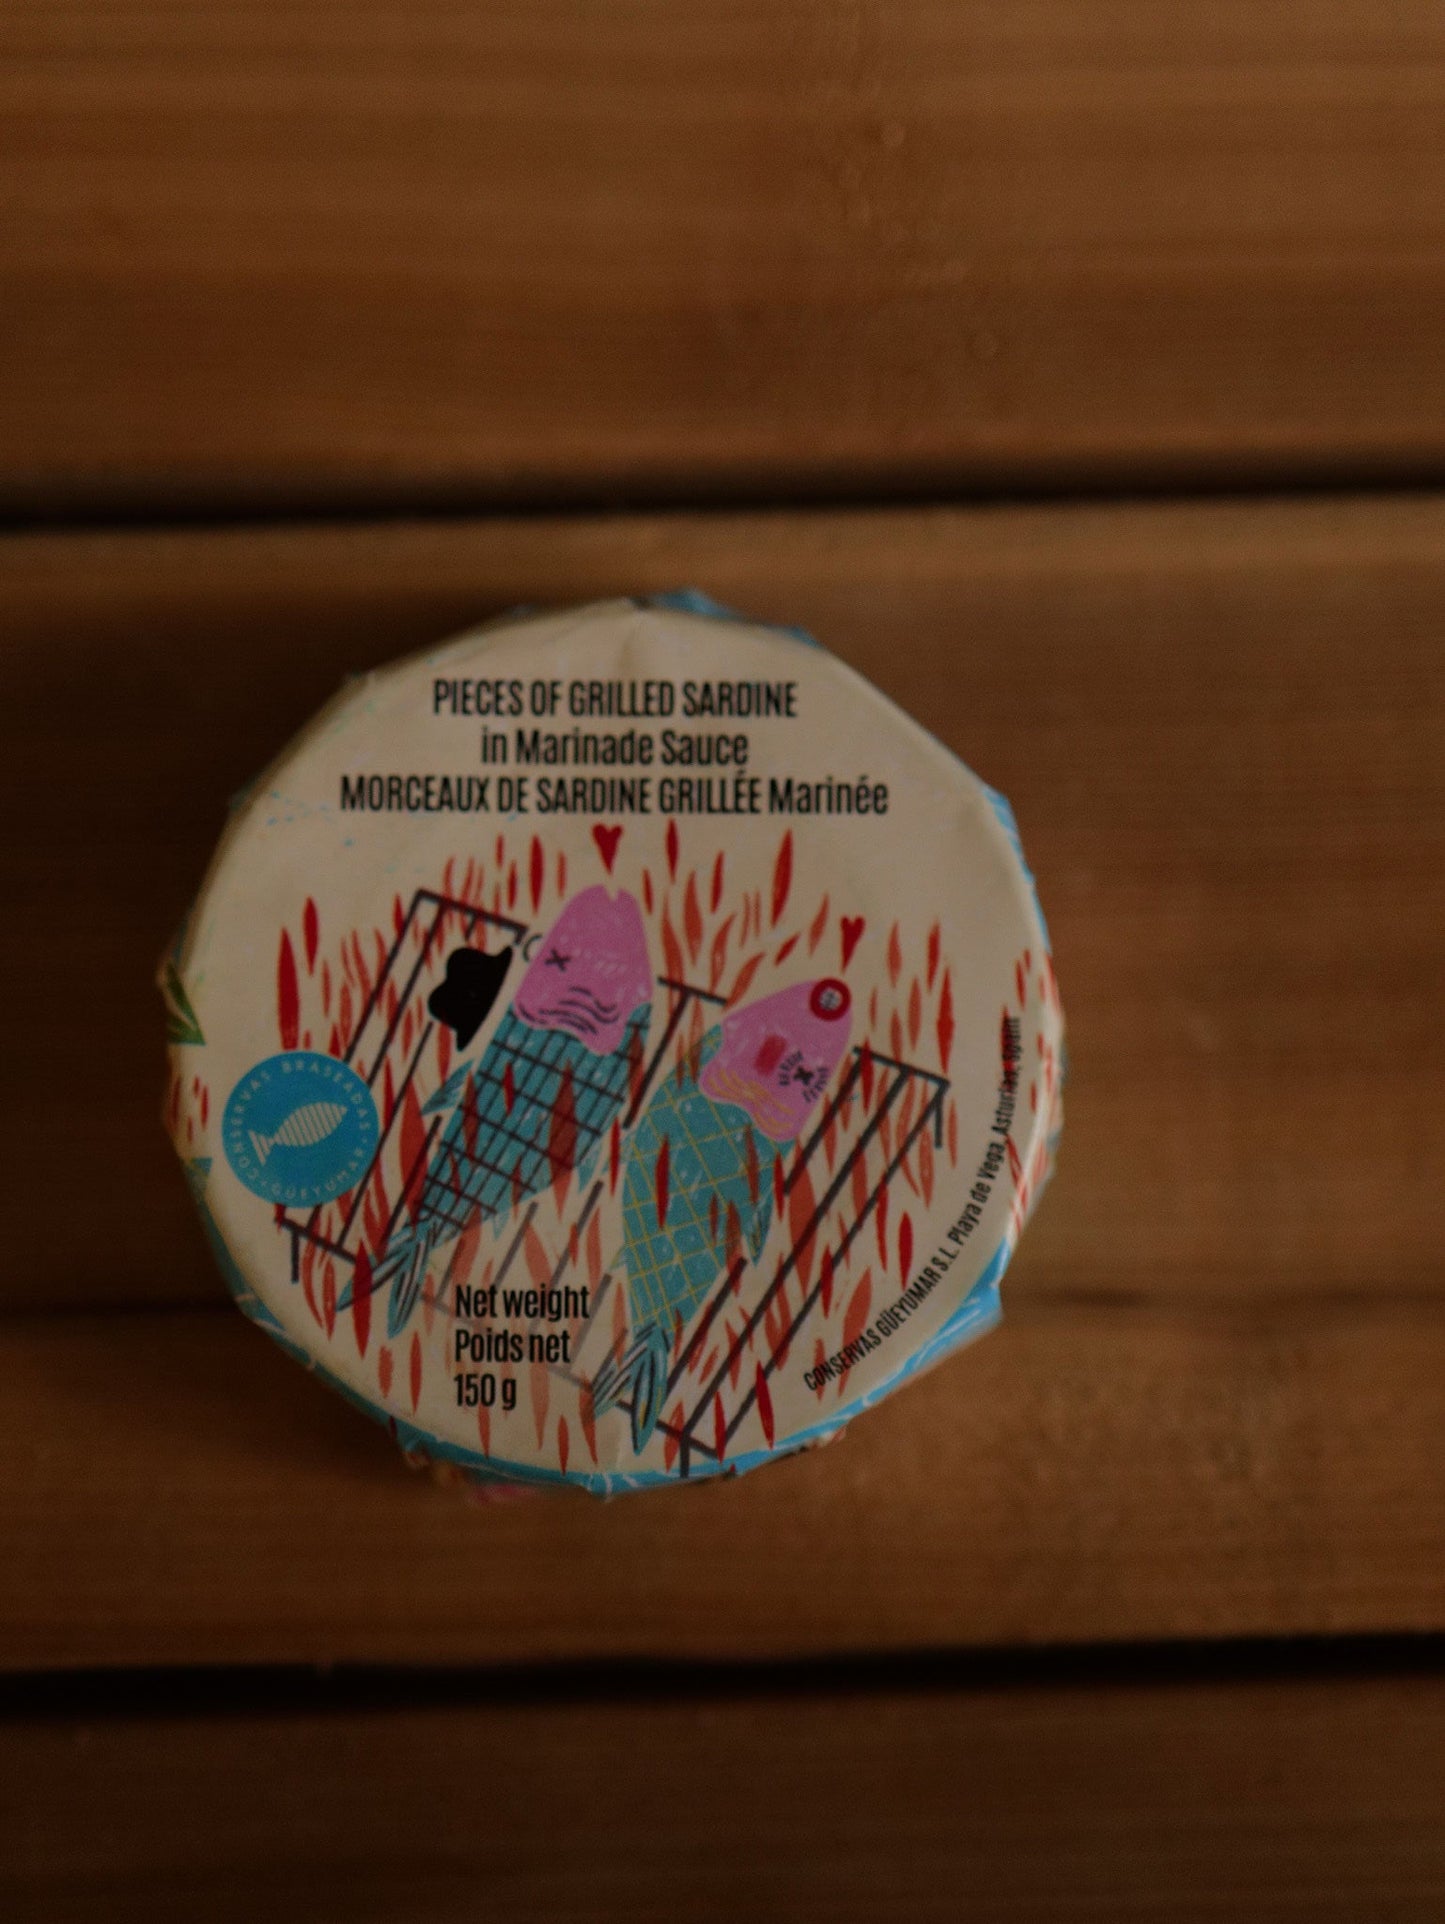 PIECES OF GRILLED SARDINE
in Marinade Sauce
MORCEAUX DE SARDINE GRILLÉE Marinée
CONSERVAS BRASEADAS · GÜEYUMAR ·
Net weight
Poids net
150 g
CONSERVAS GÜEYUMAR S.L. Playa de Vega, Asturias, Spain